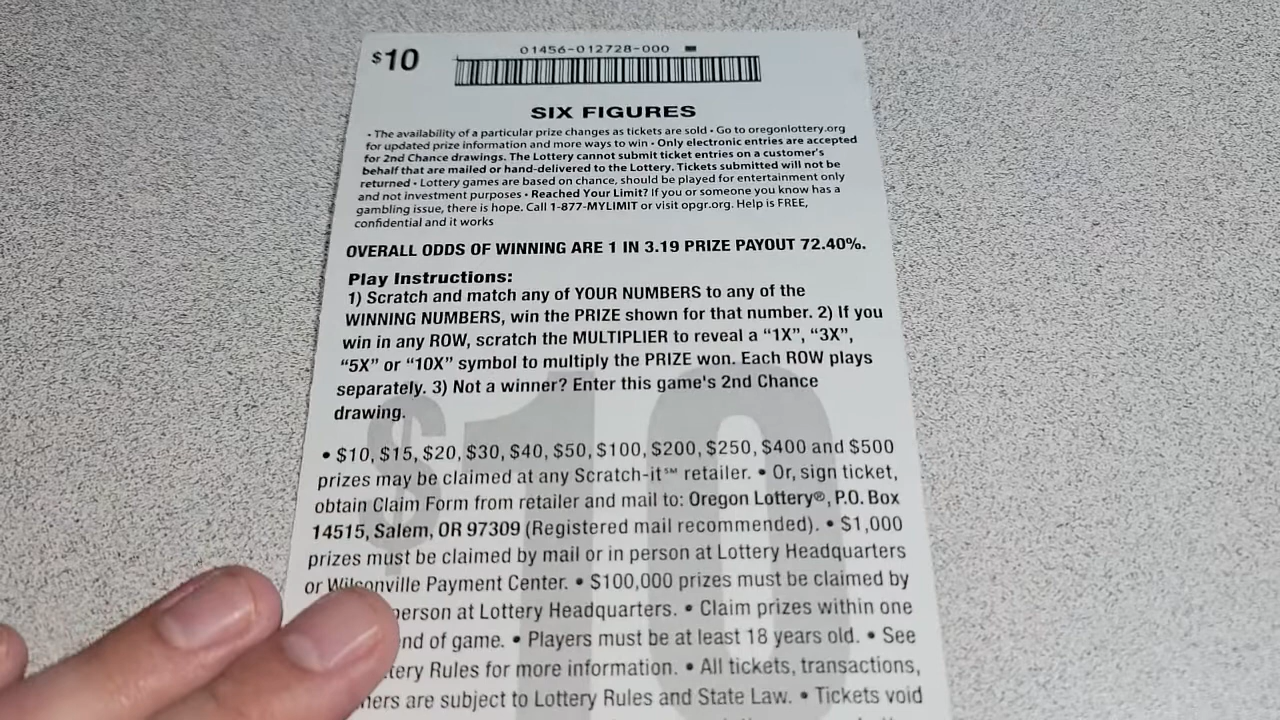 $10
01456-012728-000
SIX FIGURES
• The availability of a particular prize changes as tickets are sold • Go to oregonlottery.org
for updated prize information and more ways to win • Only electronic entries are accepted
for 2nd Chance drawings. The Lottery cannot submit ticket entries on a customer's
behalf that are mailed or hand-delivered to the Lottery. Tickets submitted will not be
returned • Lottery games are based on chance, should be played for entertainment only
and not investment purposes • Reached Your Limit? If you or someone you know has a
gambling issue, there is hope. Call 1-877-MYLIMIT or visit opgr.org. Help is FREE,
confidential and it works
OVERALL ODDS OF WINNING ARE 1 IN 3.19 PRIZE PAYOUT 72.40%.
Play Instructions:
1) Scratch and match any of YOUR NUMBERS to any of the
WINNING NUMBERS, win the PRIZE shown for that number. 2) If you
win in any ROW, scratch the MULTIPLIER to reveal a “1X”, “3X”,
“5X” or “10X” symbol to multiply the PRIZE won. Each ROW plays
separately. 3) Not a winner? Enter this game's 2nd Chance
drawing.
$10
• $10, $15, $20, $30, $40, $50, $100, $200, $250, $400 and $500
prizes may be claimed at any Scratch-it℠ retailer. • Or, sign ticket,
obtain Claim Form from retailer and mail to: Oregon Lottery®, P.O. Box
14515, Salem, OR 97309 (Registered mail recommended). • $1,000
prizes must be claimed by mail or in person at Lottery Headquarters
or Wilsonville Payment Center. • $100,000 prizes must be claimed by
person at Lottery Headquarters. • Claim prizes within one
nd of game. • Players must be at least 18 years old. • See
tery Rules for more information. • All tickets, transactions,
ners are subject to Lottery Rules and State Law. • Tickets void